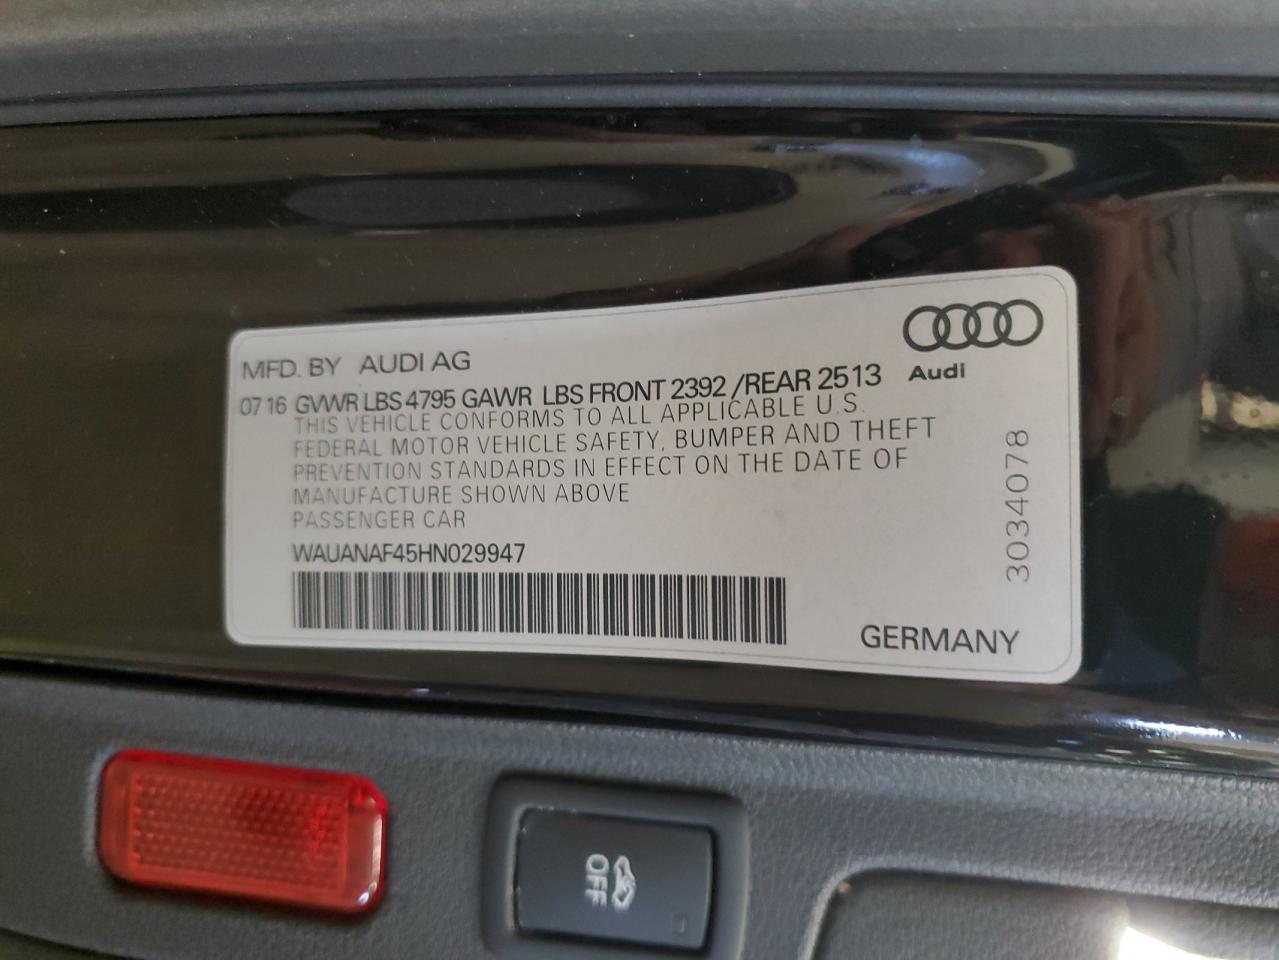 MFD. BY AUDI AG
Audi
07 16 GVWR LBS 4795 GAWR LBS FRONT 2392 /REAR 2513
THIS VEHICLE CONFORMS TO ALL APPLICABLE U.S.
FEDERAL MOTOR VEHICLE SAFETY, BUMPER AND THEFT
PREVENTION STANDARDS IN EFFECT ON THE DATE OF
MANUFACTURE SHOWN ABOVE
PASSENGER CAR
WAUANAF45HN029947
3034078
GERMANY
OFF